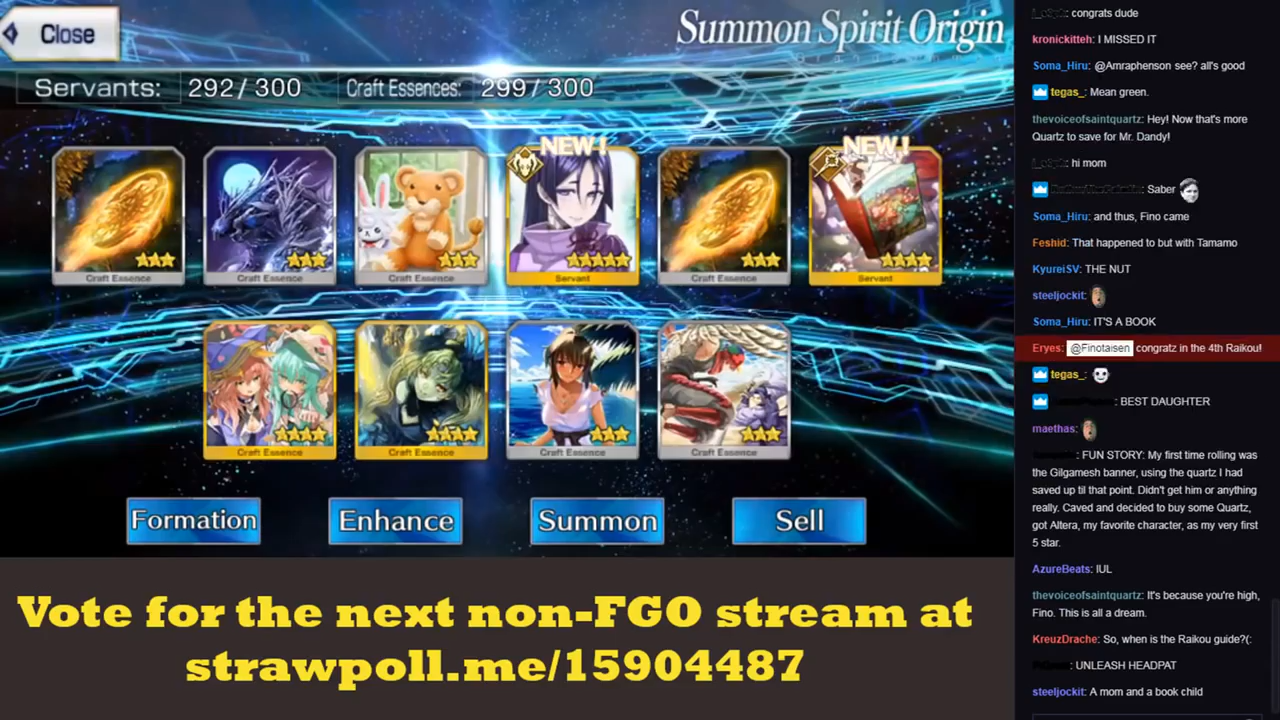 Close
Summon Spirit Origin
Servants: 292 / 300 Craft Essences: 299 / 300
NEW!
NEW!
Craft Essence
Craft Essence
Craft Essence
Servant
Craft Essence
Servant
Craft Essence
Craft Essence
Craft Essence
Craft Essence
Formation
Enhance
Summon
Sell
Vote for the next non-FGO stream at
strawpoll.me/15904487
: congrats dude
kronickitteh: I MISSED IT
Soma_Hiru: @Amraphenson see? all's good
tegas_: Mean green.
thevoiceofsaintquartz: Hey! Now that's more
Quartz to save for Mr. Dandy!
: hi mom
: Saber
Soma_Hiru: and thus, Fino came
Feshid: That happened to but with Tamamo
KyureiSV: THE NUT
steeljockit:
Soma_Hiru: IT'S A BOOK
Eryes: @Finotaisen congratz in the 4th Raikou!
tegas_:
: BEST DAUGHTER
maethas:
: FUN STORY: My first time rolling was
the Gilgamesh banner, using the quartz I had
saved up til that point. Didn't get him or anything
really. Caved and decided to buy some Quartz,
got Altera, my favorite character, as my very first
5 star.
AzureBeats: IUL
thevoiceofsaintquartz: It's because you're high,
Fino. This is all a dream.
KreuzDrache: So, when is the Raikou guide?(:
: UNLEASH HEADPAT
steeljockit: A mom and a book child